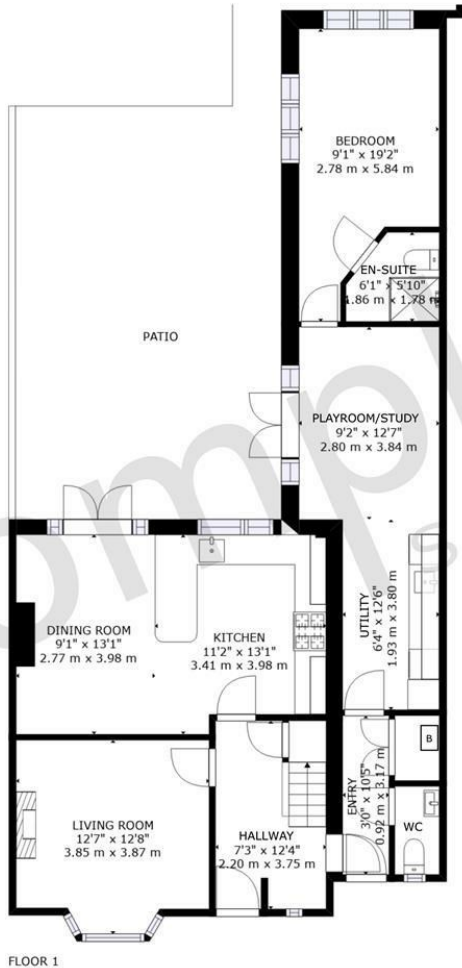 BEDROOM
9'1" x 19'2"
2.78 m x 5.84 m
EN-SUITE
6'1" x 5'10"
1.86 m x 1.78 m
PATIO
PLAYROOM/STUDY
9'2" x 12'7"
2.80 m x 3.84 m
DINING ROOM
9'1" x 13'1"
2.77 m x 3.98 m
KITCHEN
11'2" x 13'1"
3.41 m x 3.98 m
UTILITY
6'4" x 12'6"
1.93 m x 3.80 m
LIVING ROOM
12'7" x 12'8"
3.85 m x 3.87 m
HALLWAY
7'3" x 12'4"
2.20 m x 3.75 m
ENTRY
3'0" x 10'5"
0.92 m x 3.17 m
B
WC
FLOOR 1